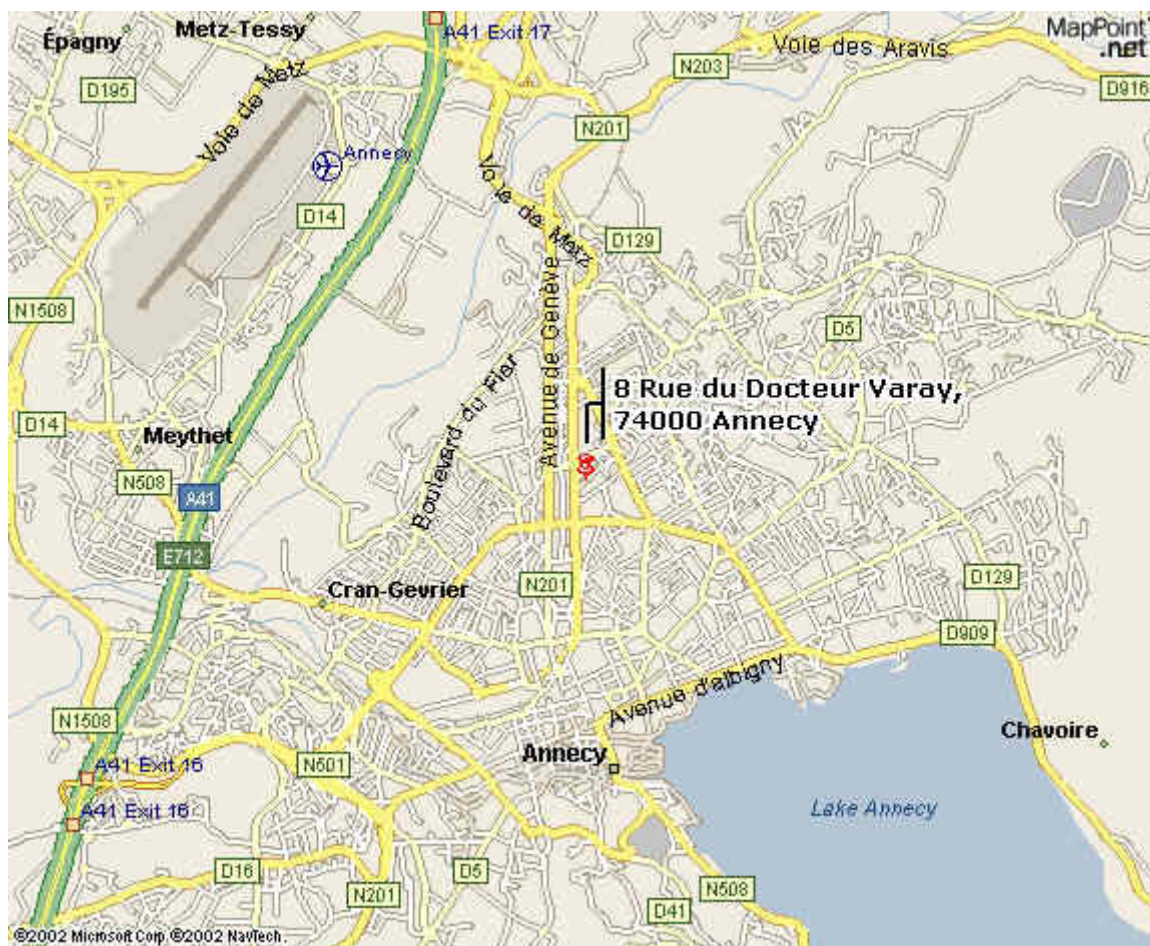 Épagny
Metz-Tessy
A41 Exit 17
MapPoint
.net
Voie des Aravis
N203
D195
D916
Voie de Metz
N201
Annecy
Voie de Metz
D14
D129
Avenue de Genève
N1508
D5
Boulevard du Fier
8 Rue du Docteur Varay,
74000 Annecy
D14
Meythet
N508
A41
E712
Cran-Gevrier
N201
D129
D909
Avenue d'albigny
N1508
Chavoire
Annecy
A41 Exit 16
N501
Lake Annecy
A41 Exit 16
D16
D5
N201
N508
D41
©2002 Microsoft Corp, ©2002 NavTech.